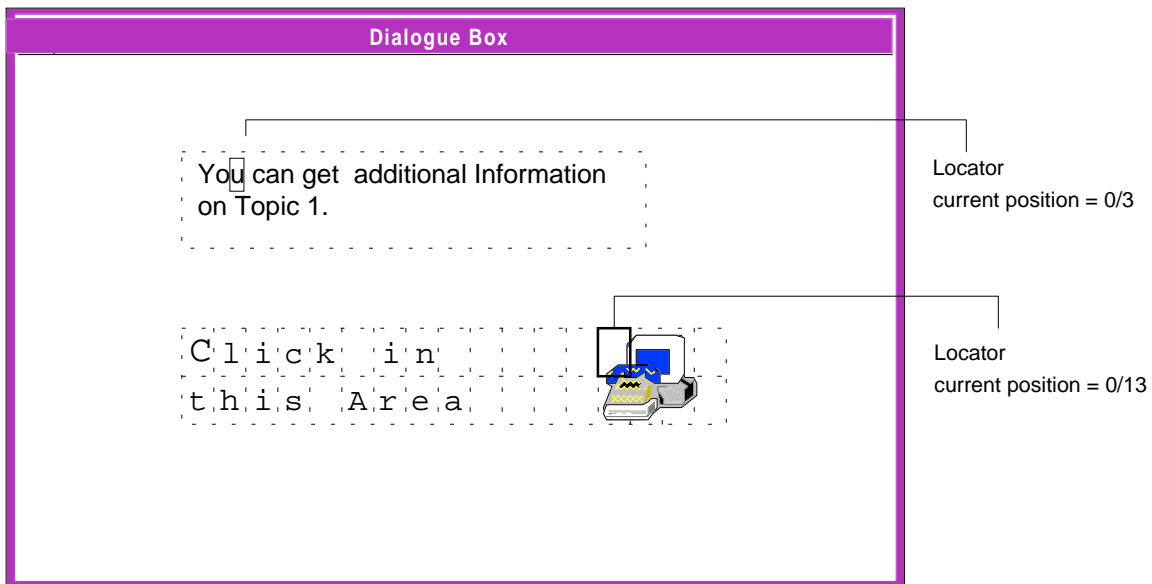 Dialogue Box
You can get  additional Information
on Topic 1.
Locator
current position = 0/3
Click in
this Area
Locator
current position = 0/13